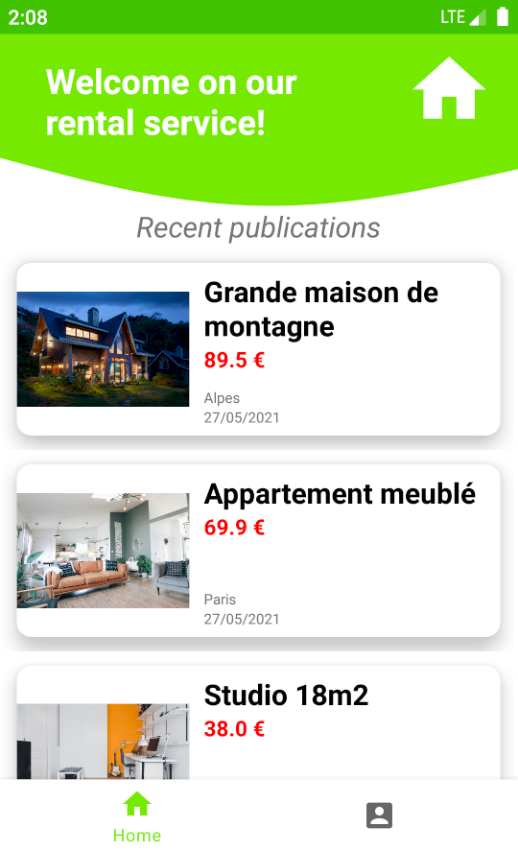 2:08
LTE
Welcome on our
rental service!
Recent publications
Grande maison de
montagne
89.5 €
Alpes
27/05/2021
Appartement meublé
69.9 €
Paris
27/05/2021
Studio 18m2
38.0 €
Home